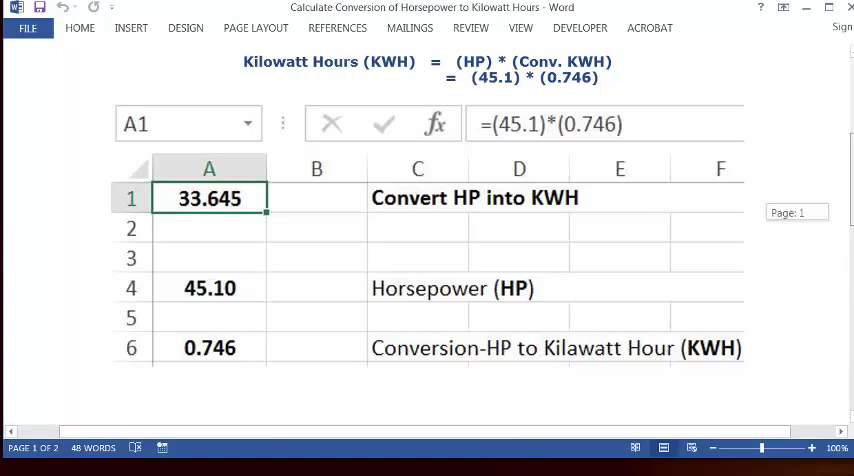 Calculate Conversion of Horsepower to Kilowatt Hours - Word
?
Sign
FILE HOME INSERT DESIGN PAGE LAYOUT REFERENCES MAILINGS REVIEW VIEW DEVELOPER ACROBAT
Kilowatt Hours (KWH) = (HP) * (Conv. KWH)
= (45.1) * (0.746)
A1 fx =(45.1)*(0.746)
A B C D E F
1 33.645 Convert HP into KWH
2
3
4 45.10 Horsepower (HP)
5
6 0.746 Conversion-HP to Kilawatt Hour (KWH)
Page: 1
PAGE 1 OF 2 48 WORDS 100%